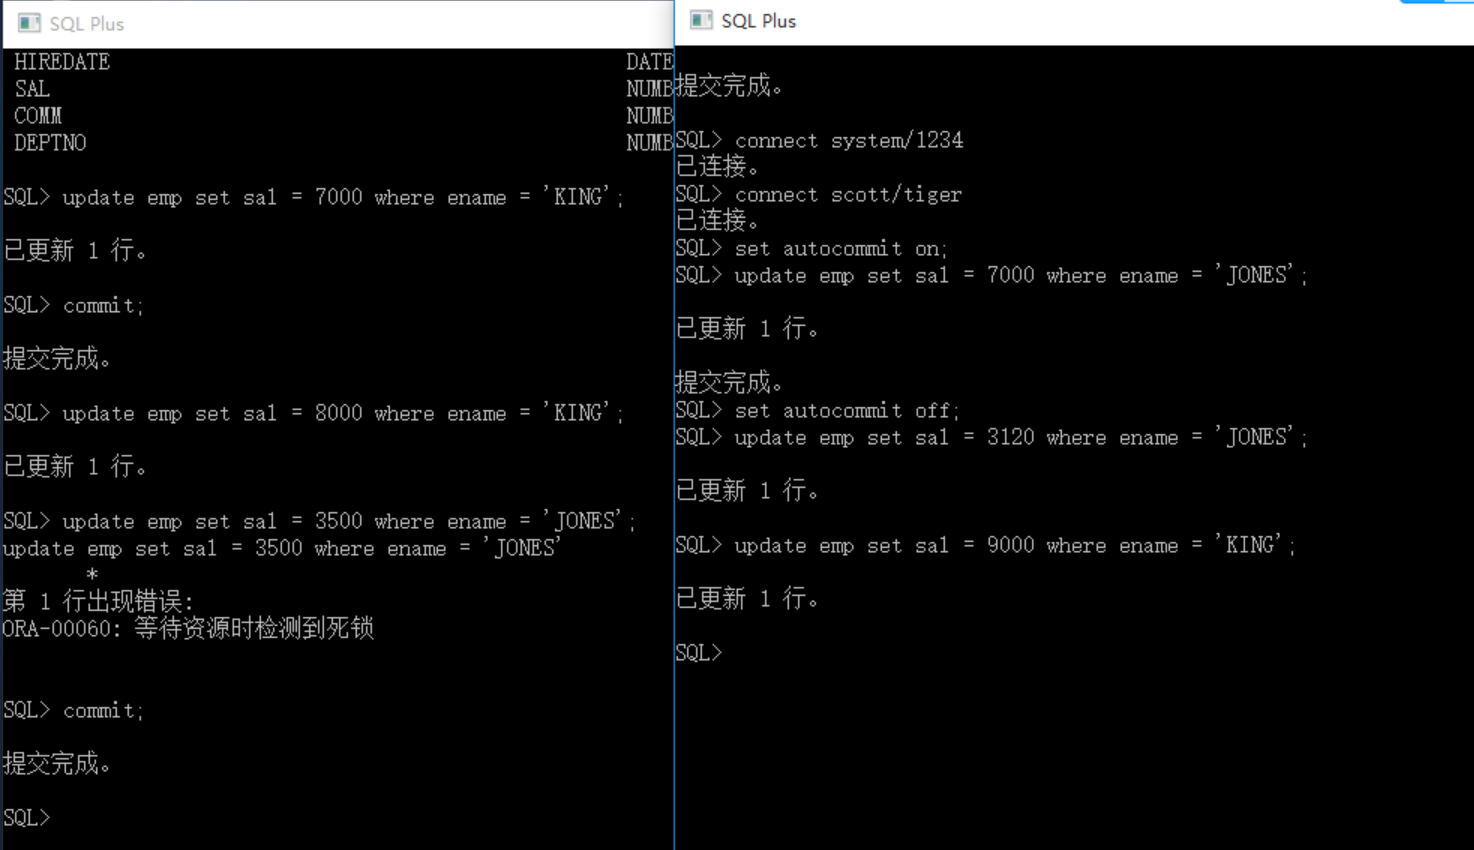 SQL Plus
HIREDATE DATE
SAL NUMB
COMM NUMB
DEPTNO NUMB
SQL> update emp set sal = 7000 where ename = 'KING';
已更新 1 行。
SQL> commit;
提交完成。
SQL> update emp set sal = 8000 where ename = 'KING';
已更新 1 行。
SQL> update emp set sal = 3500 where ename = 'JONES';
update emp set sal = 3500 where ename = 'JONES'
*
第 1 行出现错误:
ORA-00060: 等待资源时检测到死锁
SQL> commit;
提交完成。
SQL>
SQL Plus
提交完成。
SQL> connect system/1234
已连接。
SQL> connect scott/tiger
已连接。
SQL> set autocommit on;
SQL> update emp set sal = 7000 where ename = 'JONES';
已更新 1 行。
提交完成。
SQL> set autocommit off;
SQL> update emp set sal = 3120 where ename = 'JONES';
已更新 1 行。
SQL> update emp set sal = 9000 where ename = 'KING';
已更新 1 行。
SQL>